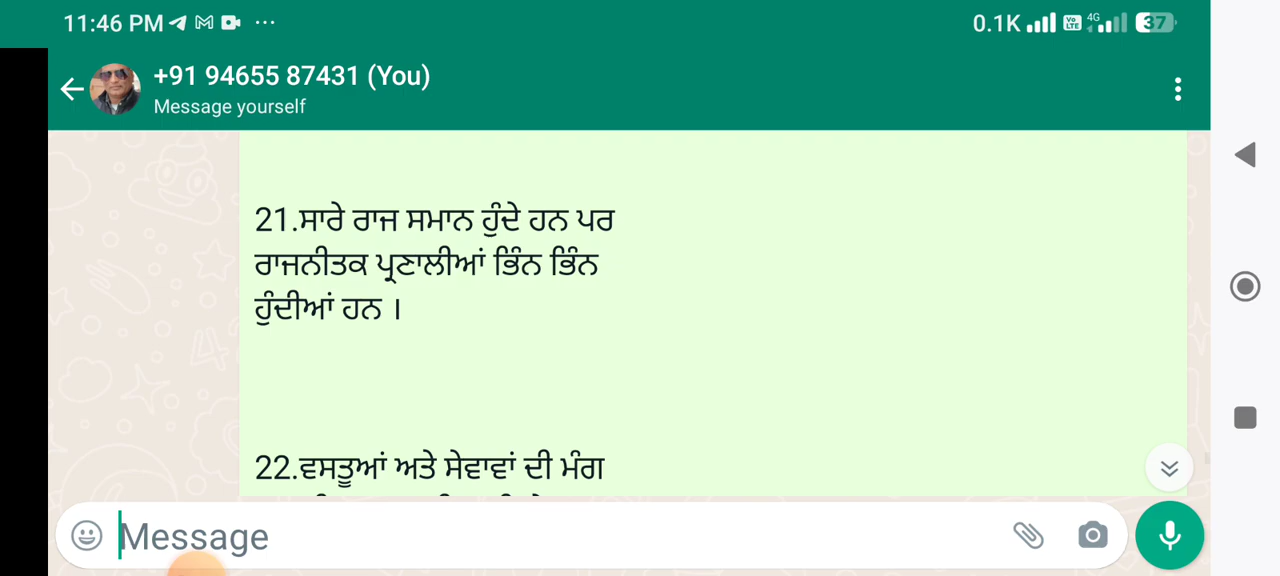 11:46 PM ...
0.1K 4G 37
+91 94655 87431 (You)
Message yourself
21.ਸਾਰੇ ਰਾਜ ਸਮਾਨ ਹੁੰਦੇ ਹਨ ਪਰ
ਰਾਜਨੀਤਕ ਪ੍ਰਣਾਲੀਆਂ ਭਿੰਨ ਭਿੰਨ
ਹੁੰਦੀਆਂ ਹਨ ।
22.ਵਸਤੂਆਂ ਅਤੇ ਸੇਵਾਵਾਂ ਦੀ ਮੰਗ
Message